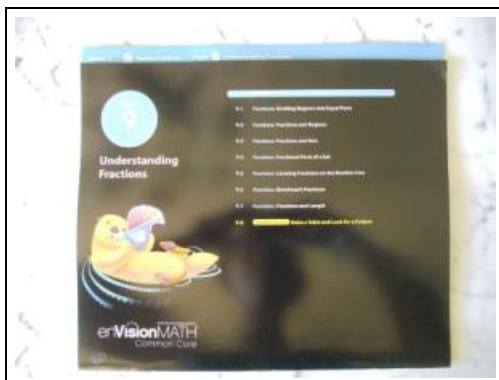 9
Understanding
Fractions
9-1 Fractions: Dividing Regions into Equal Parts
9-2 Fractions: Fractions and Regions
9-3 Fractions: Fractions and Sets
9-4 Fractions: Fractional Parts of a Set
9-5 Fractions: Locating Fractions on the Number Line
9-6 Fractions: Benchmark Fractions
9-7 Fractions: Fractions and Length
9-8 Make a Table and Look for a Pattern
enVisionMATH
Common Core